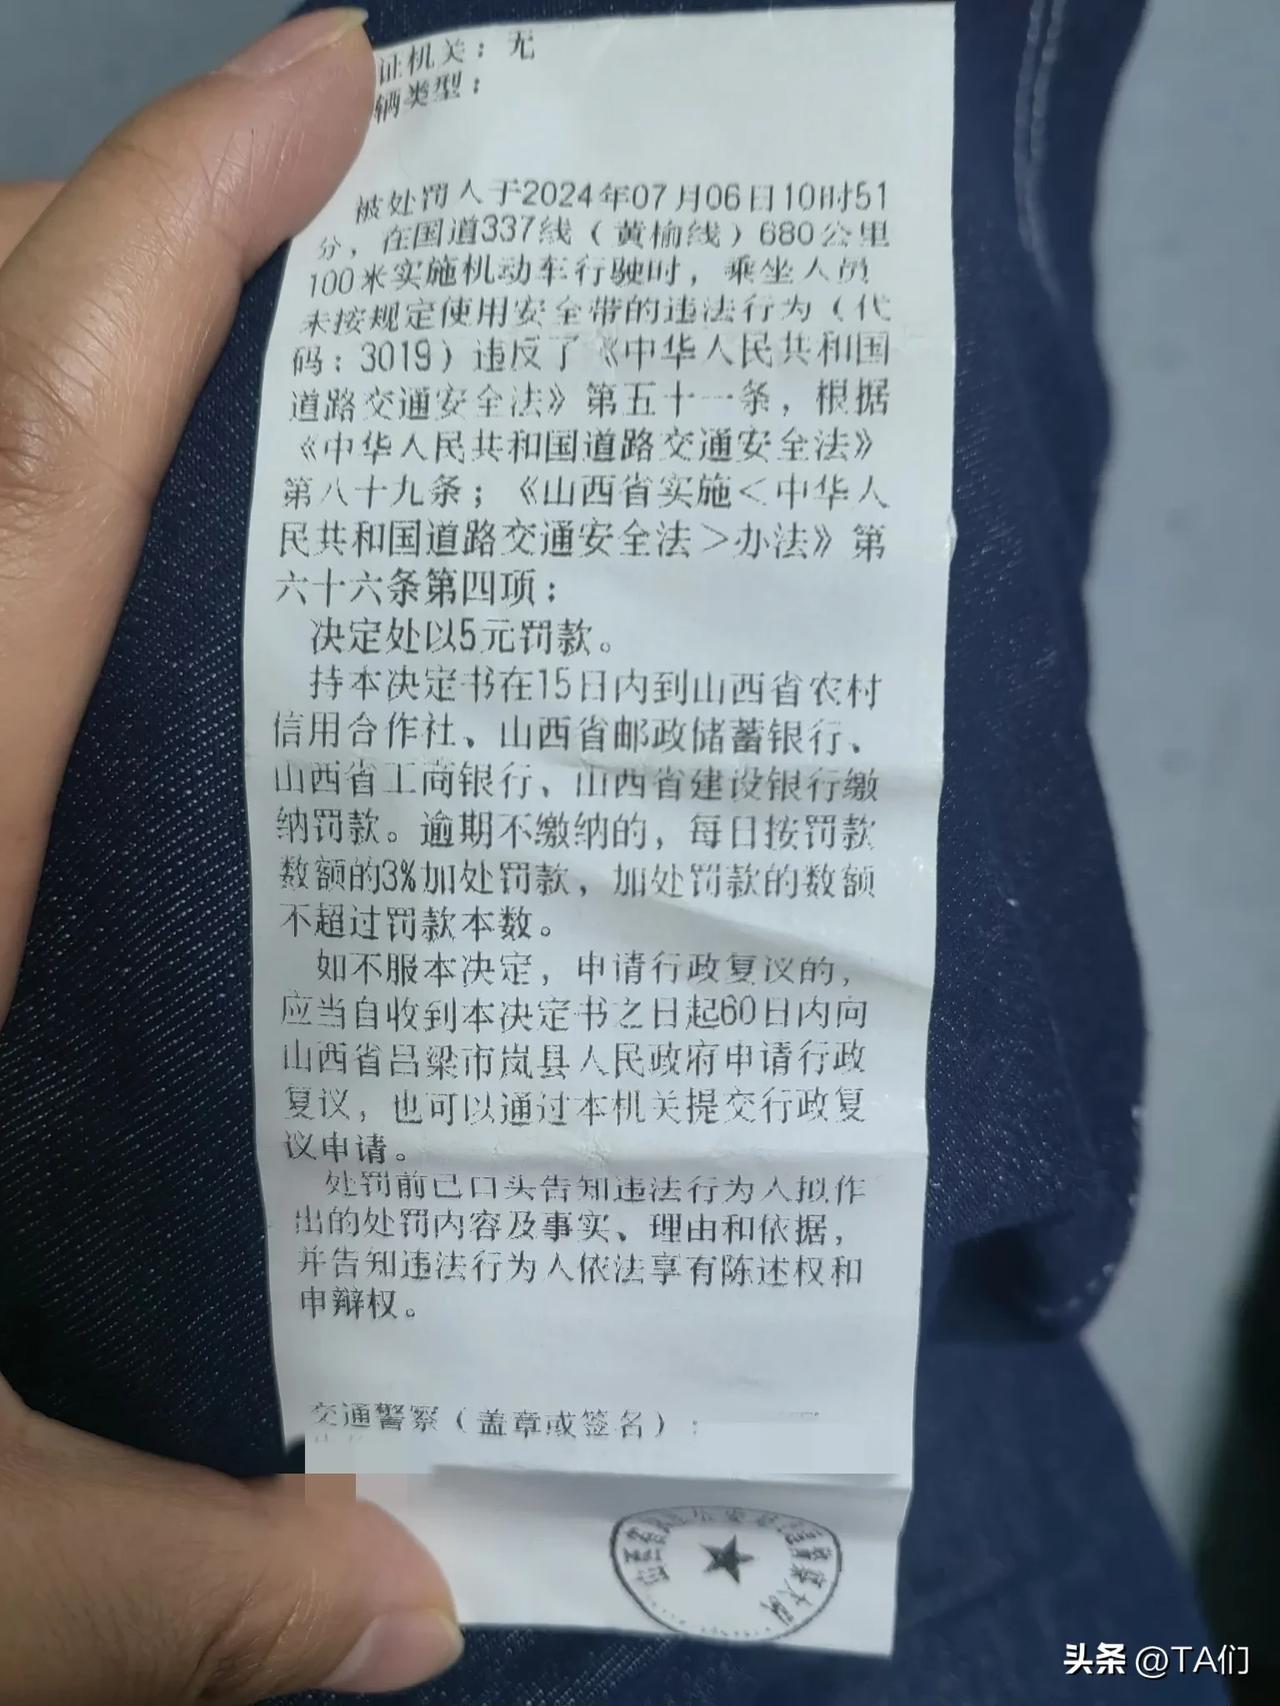 证机关：无
辆类型：
被处罚人于2024年07月06日10时51
分，在国道337线（黄榆线）680公里
100米实施机动车行驶时，乘坐人员
未按规定使用安全带的违法行为（代
码：3019）违反了《中华人民共和国
道路交通安全法》第五十一条，根据
《中华人民共和国道路交通安全法》
第八十九条；《山西省实施＜中华人
民共和国道路交通安全法＞办法》第
六十六条第四项；
决定处以5元罚款。
持本决定书在15日内到山西省农村
信用合作社、山西省邮政储蓄银行、
山西省工商银行、山西省建设银行缴
纳罚款。逾期不缴纳的，每日按罚款
数额的3%加处罚款，加处罚款的数额
不超过罚款本数。
如不服本决定，申请行政复议的，
应当自收到本决定书之日起60日内向
山西省吕梁市岚县人民政府申请行政
复议，也可以通过本机关提交行政复
议申请。
处罚前已口头告知违法行为人拟作
出的处罚内容及事实、理由和依据，
并告知违法行为人依法享有陈述权和
申辩权。
交通警察（盖章或签名）：
头条 @TA们